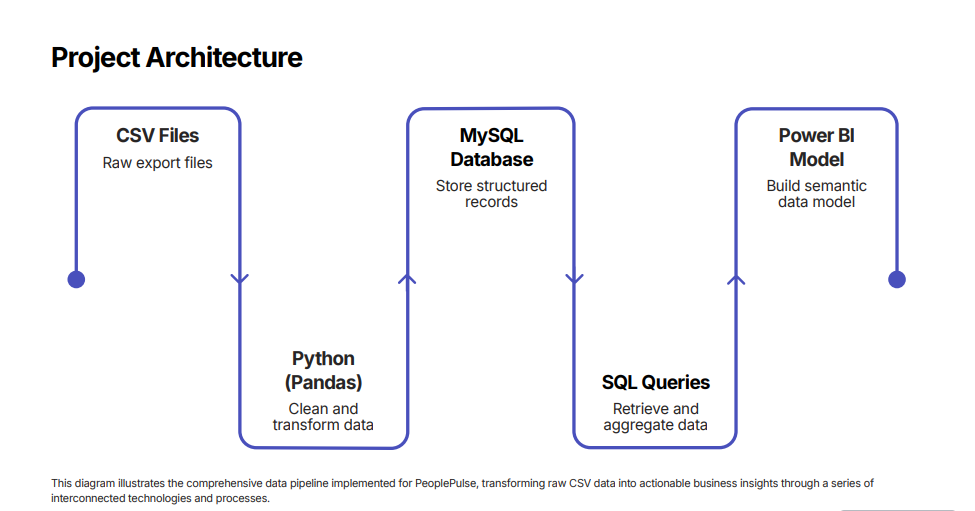 Project Architecture
CSV Files
Raw export files
Python
(Pandas)
Clean and
transform data
MySQL
Database
Store structured
records
SQL Queries
Retrieve and
aggregate data
Power BI
Model
Build semantic
data model
This diagram illustrates the comprehensive data pipeline implemented for PeoplePulse, transforming raw CSV data into actionable business insights through a series of
interconnected technologies and processes.